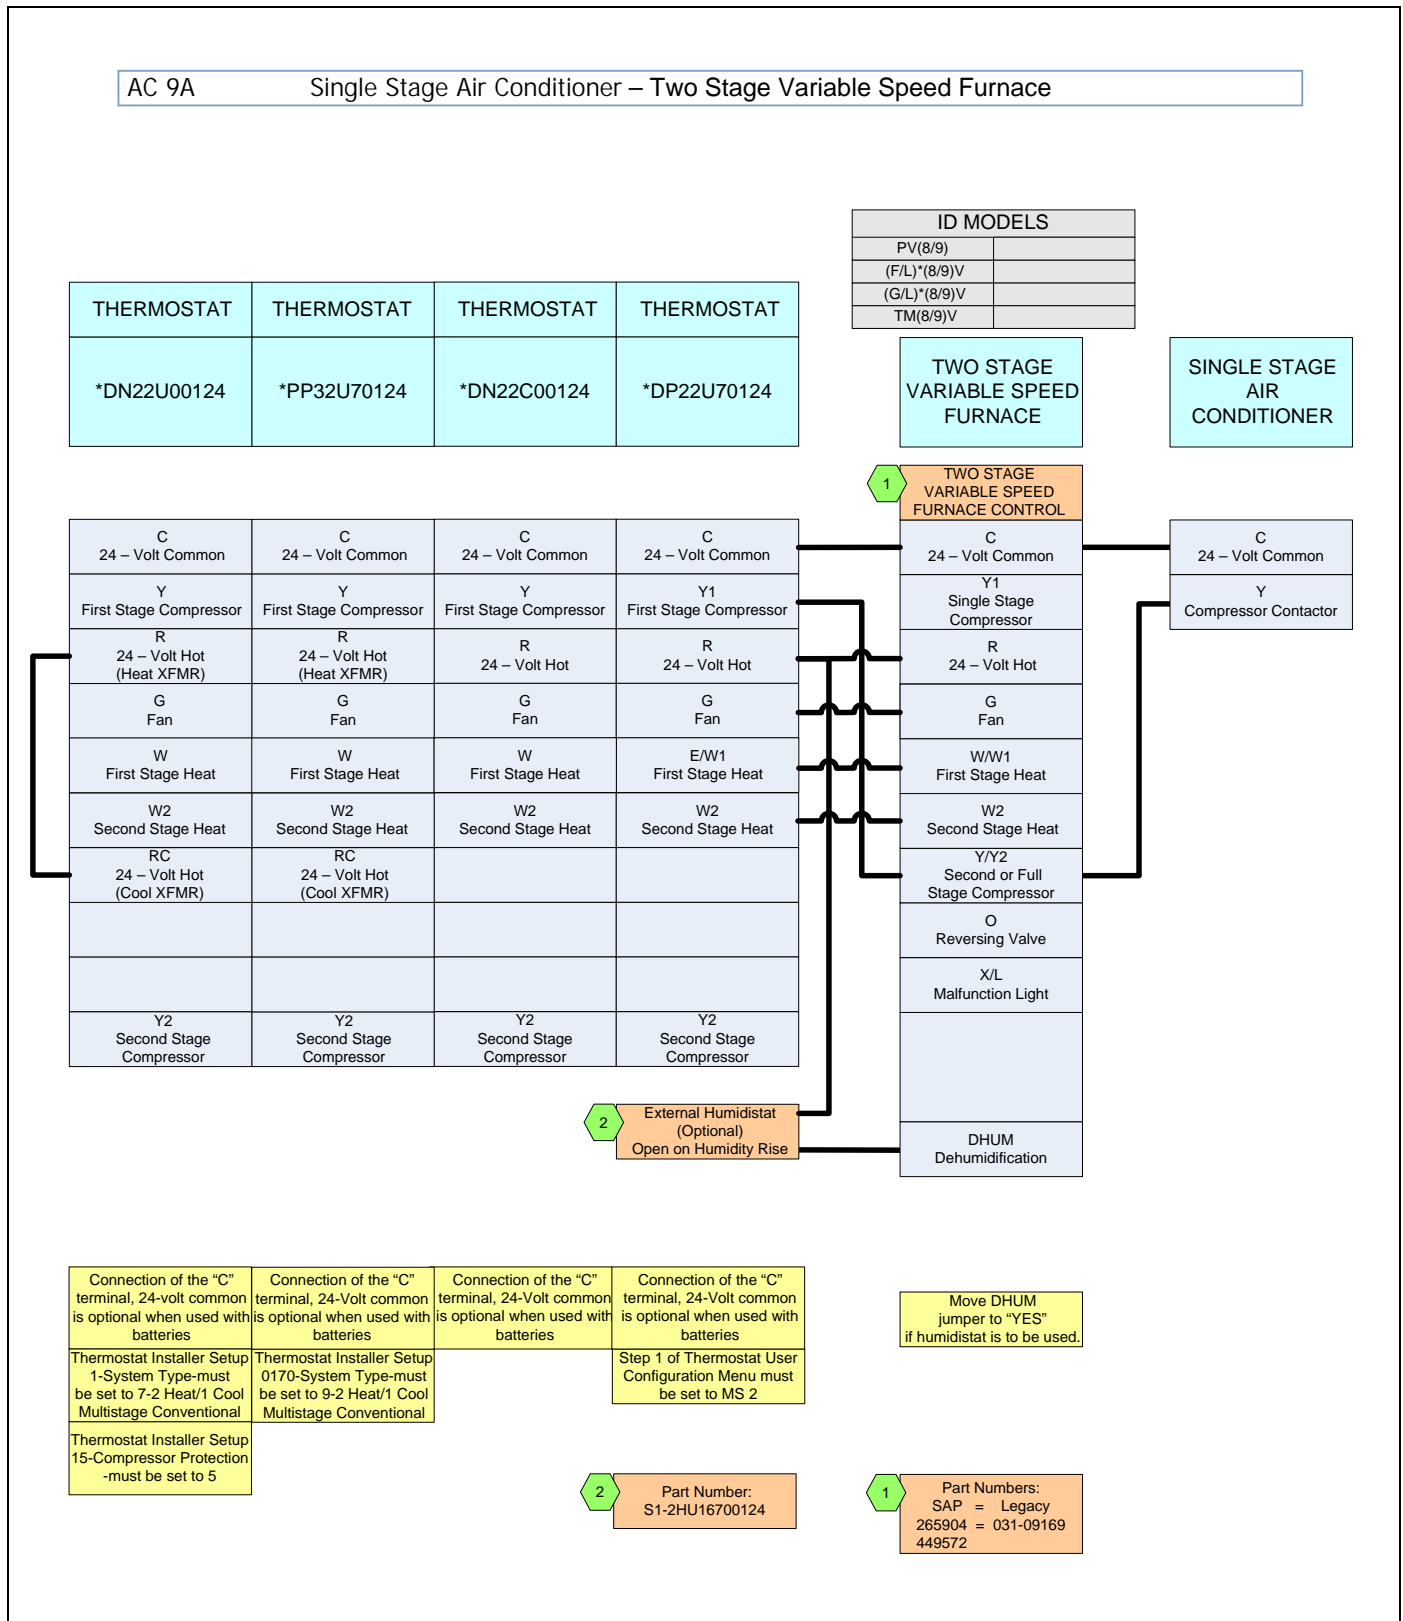 AC 9A Single Stage Air Conditioner – Two Stage Variable Speed Furnace
ID MODELS
PV(8/9)
(F/L)*(8/9)V
(G/L)*(8/9)V
TM(8/9)V
THERMOSTAT THERMOSTAT THERMOSTAT THERMOSTAT
*DN22U00124 *PP32U70124 *DN22C00124 *DP22U70124
TWO STAGE
VARIABLE SPEED
FURNACE
SINGLE STAGE
AIR
CONDITIONER
1
TWO STAGE
VARIABLE SPEED
FURNACE CONTROL
C C C C C C
24 – Volt Common 24 – Volt Common 24 – Volt Common 24 – Volt Common 24 – Volt Common 24 – Volt Common
Y Y Y Y1 Y1 Y
First Stage Compressor First Stage Compressor First Stage Compressor First Stage Compressor Single Stage Compressor Contactor
Compressor
R R R R R
24 – Volt Hot 24 – Volt Hot 24 – Volt Hot 24 – Volt Hot 24 – Volt Hot
(Heat XFMR) (Heat XFMR)
G G G G G
Fan Fan Fan Fan Fan
W W W E/W1 W/W1
First Stage Heat First Stage Heat First Stage Heat First Stage Heat First Stage Heat
W2 W2 W2 W2 W2
Second Stage Heat Second Stage Heat Second Stage Heat Second Stage Heat Second Stage Heat
RC RC Y/Y2
24 – Volt Hot 24 – Volt Hot Second or Full
(Cool XFMR) (Cool XFMR) Stage Compressor
O
Reversing Valve
X/L
Malfunction Light
Y2 Y2 Y2 Y2
Second Stage Second Stage Second Stage Second Stage
Compressor Compressor Compressor Compressor
2
External Humidistat
(Optional)
Open on Humidity Rise
DHUM
Dehumidification
Connection of the “C”
terminal, 24-volt common
is optional when used with
batteries
Connection of the “C”
terminal, 24-Volt common
is optional when used with
batteries
Connection of the “C”
terminal, 24-Volt common
is optional when used with
batteries
Connection of the “C”
terminal, 24-Volt common
is optional when used with
batteries
Move DHUM
jumper to “YES”
if humidistat is to be used.
Thermostat Installer Setup
1-System Type-must
be set to 7-2 Heat/1 Cool
Multistage Conventional
Thermostat Installer Setup
0170-System Type-must
be set to 9-2 Heat/1 Cool
Multistage Conventional
Step 1 of Thermostat User
Configuration Menu must
be set to MS 2
Thermostat Installer Setup
15-Compressor Protection
-must be set to 5
2
Part Number:
S1-2HU16700124
1
Part Numbers:
SAP = Legacy
265904 = 031-09169
449572